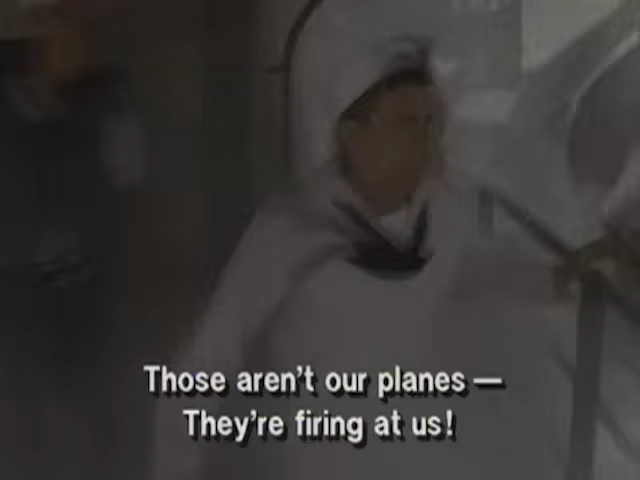 Those aren't our planes —
They're firing at us!